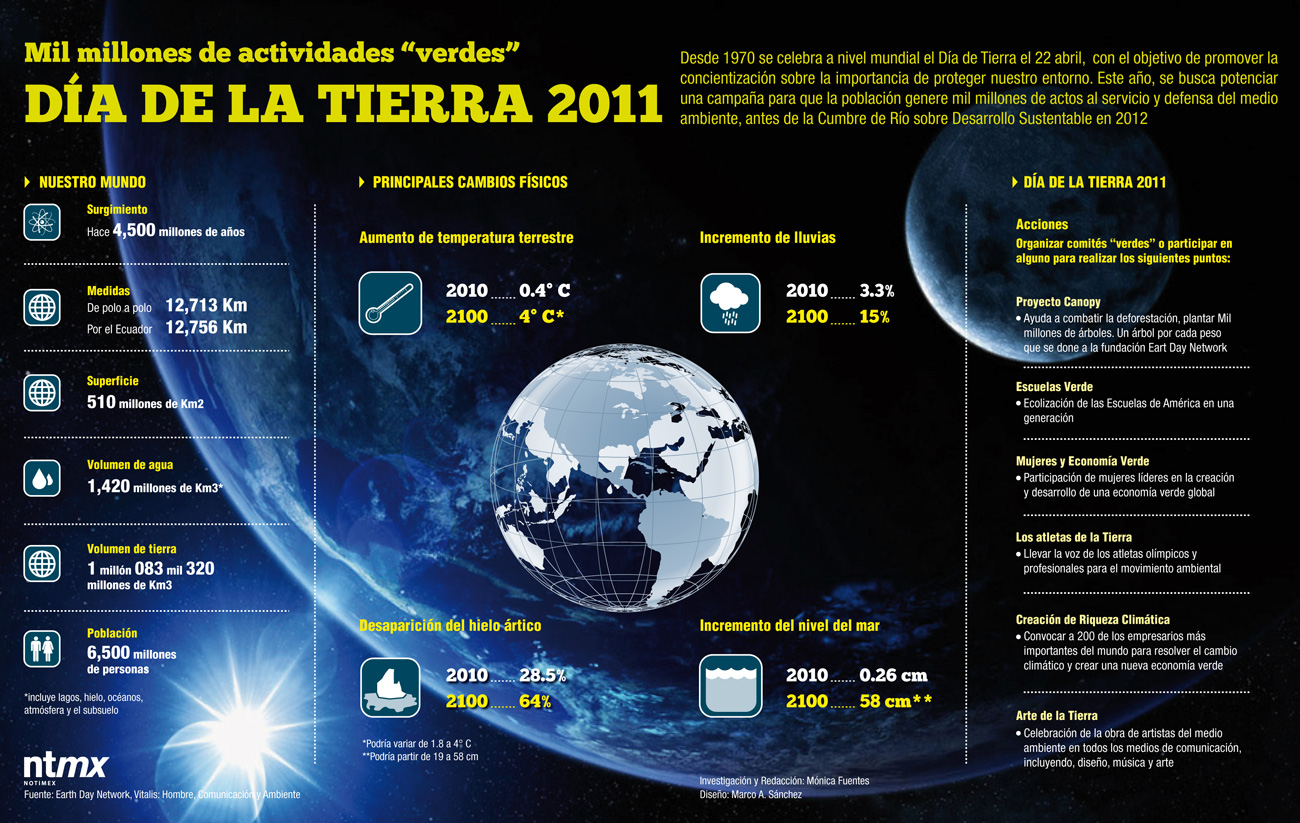 Mil millones de actividades “verdes”
DÍA DE LA TIERRA 2011
Desde 1970 se celebra a nivel mundial el Día de Tierra el 22 abril, con el objetivo de promover la
concientización sobre la importancia de proteger nuestro entorno. Este año, se busca potenciar
una campaña para que la población genere mil millones de actos al servicio y defensa del medio
ambiente, antes de la Cumbre de Río sobre Desarrollo Sustentable en 2012
NUESTRO MUNDO
Surgimiento
Hace 4,500 millones de años
Medidas
De polo a polo 12,713 Km
Por el Ecuador 12,756 Km
Superficie
510 millones de Km2
Volumen de agua
1,420 millones de Km3*
Volumen de tierra
1 millón 083 mil 320
millones de Km3
Población
6,500 millones
de personas
*incluye lagos, hielo, océanos,
atmósfera y el subsuelo
ntmx
NOTIMEX
Fuente: Earth Day Network, Vitalis: Hombre, Comunicación y Ambiente
PRINCIPALES CAMBIOS FÍSICOS
Aumento de temperatura terrestre
2010 ...... 0.4° C
2100 ...... 4° C*
Incremento de lluvias
2010 ...... 3.3%
2100 ...... 15%
Desaparición del hielo ártico
2010 ...... 28.5%
2100 ...... 64%
Incremento del nivel del mar
2010 ...... 0.26 cm
2100 ...... 58 cm**
*Podría variar de 1.8 a 4º C
**Podría partir de 19 a 58 cm
Investigación y Redacción: Mónica Fuentes
Diseño: Marco A. Sánchez
DÍA DE LA TIERRA 2011
Acciones
Organizar comités “verdes” o participar en
alguno para realizar los siguientes puntos:
Proyecto Canopy
• Ayuda a combatir la deforestación, plantar Mil
millones de árboles. Un árbol por cada peso
que se done a la fundación Eart Day Network
Escuelas Verde
• Ecolización de las Escuelas de América en una
generación
Mujeres y Economía Verde
• Participación de mujeres líderes en la creación
y desarrollo de una economía verde global
Los atletas de la Tierra
• Llevar la voz de los atletas olímpicos y
profesionales para el movimiento ambiental
Creación de Riqueza Climática
• Convocar a 200 de los empresarios más
importantes del mundo para resolver el cambio
climático y crear una nueva economía verde
Arte de la Tierra
• Celebración de la obra de artistas del medio
ambiente en todos los medios de comunicación,
incluyendo, diseño, música y arte